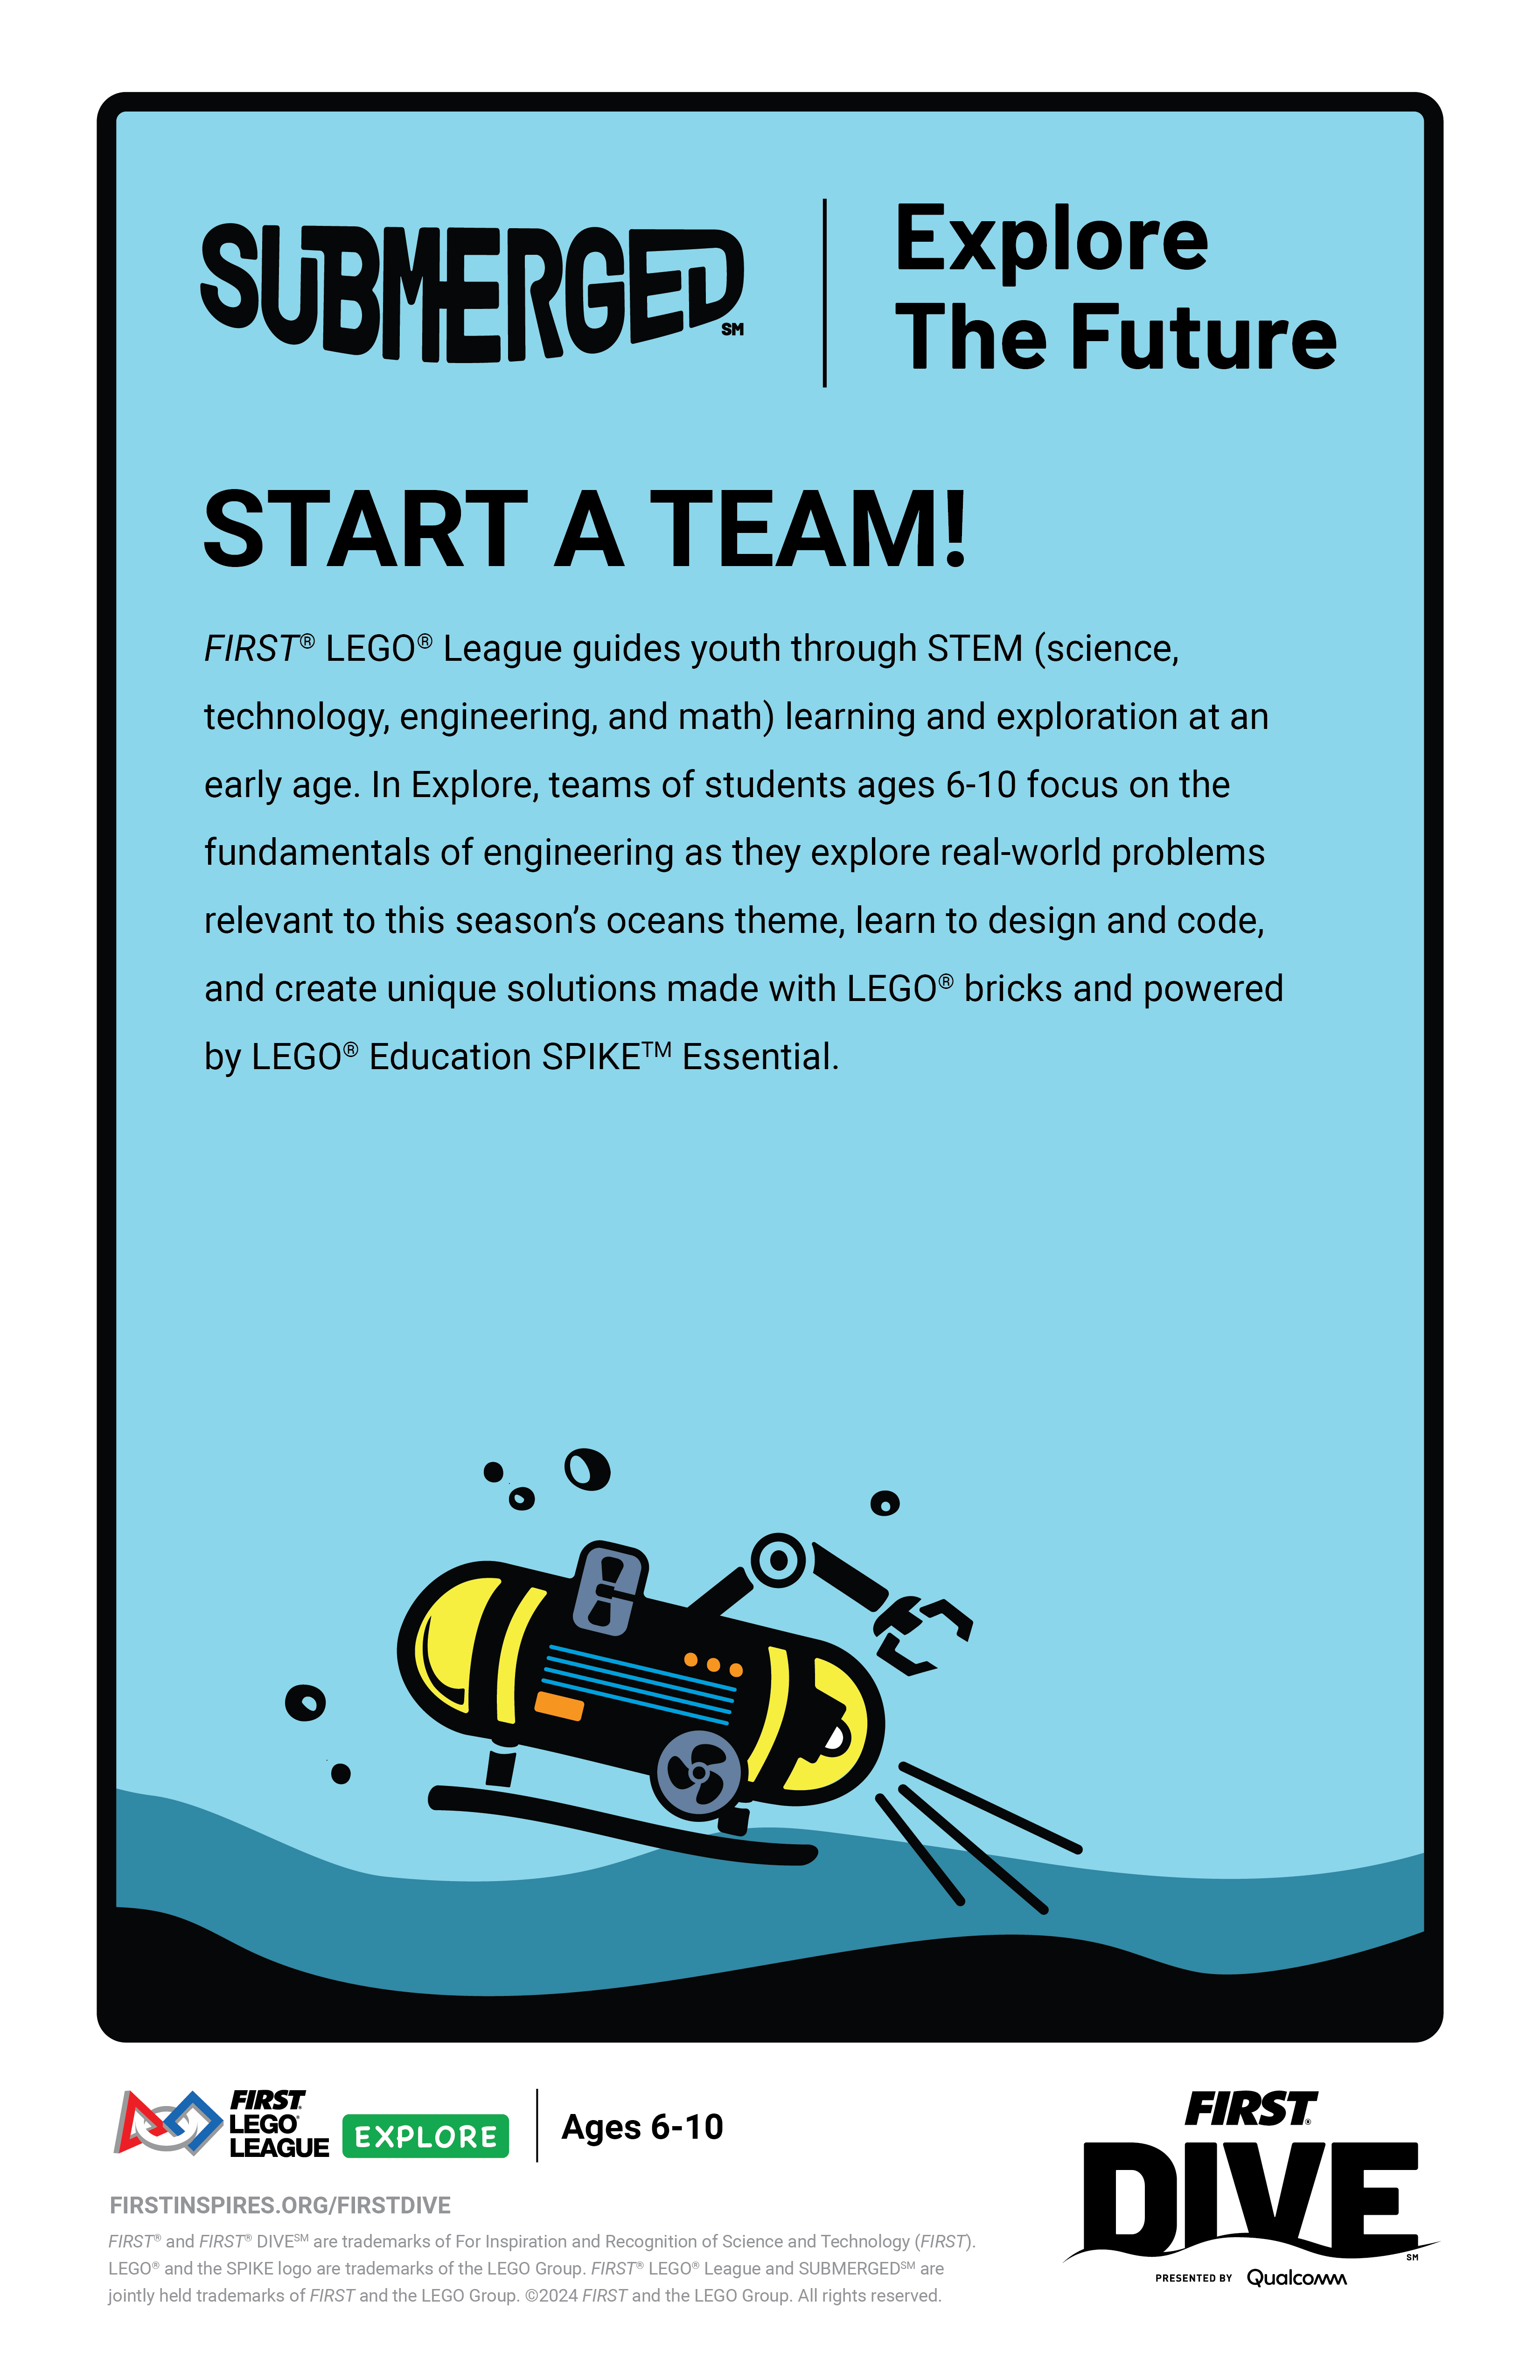 SUBMERGED℠
Explore
The Future
START A TEAM!
FIRST® LEGO® League guides youth through STEM (science,
technology, engineering, and math) learning and exploration at an
early age. In Explore, teams of students ages 6-10 focus on the
fundamentals of engineering as they explore real-world problems
relevant to this season’s oceans theme, learn to design and code,
and create unique solutions made with LEGO® bricks and powered
by LEGO® Education SPIKE™ Essential.
FIRST®
LEGO®
LEAGUE
EXPLORE
Ages 6-10
FIRSTINSPIRES.ORG/FIRSTDIVE
FIRST® and FIRST® DIVE℠ are trademarks of For Inspiration and Recognition of Science and Technology (FIRST).
LEGO® and the SPIKE logo are trademarks of the LEGO Group. FIRST® LEGO® League and SUBMERGED℠ are
jointly held trademarks of FIRST and the LEGO Group. ©2024 FIRST and the LEGO Group. All rights reserved.
FIRST®
DIVE℠
PRESENTED BY Qualcomm